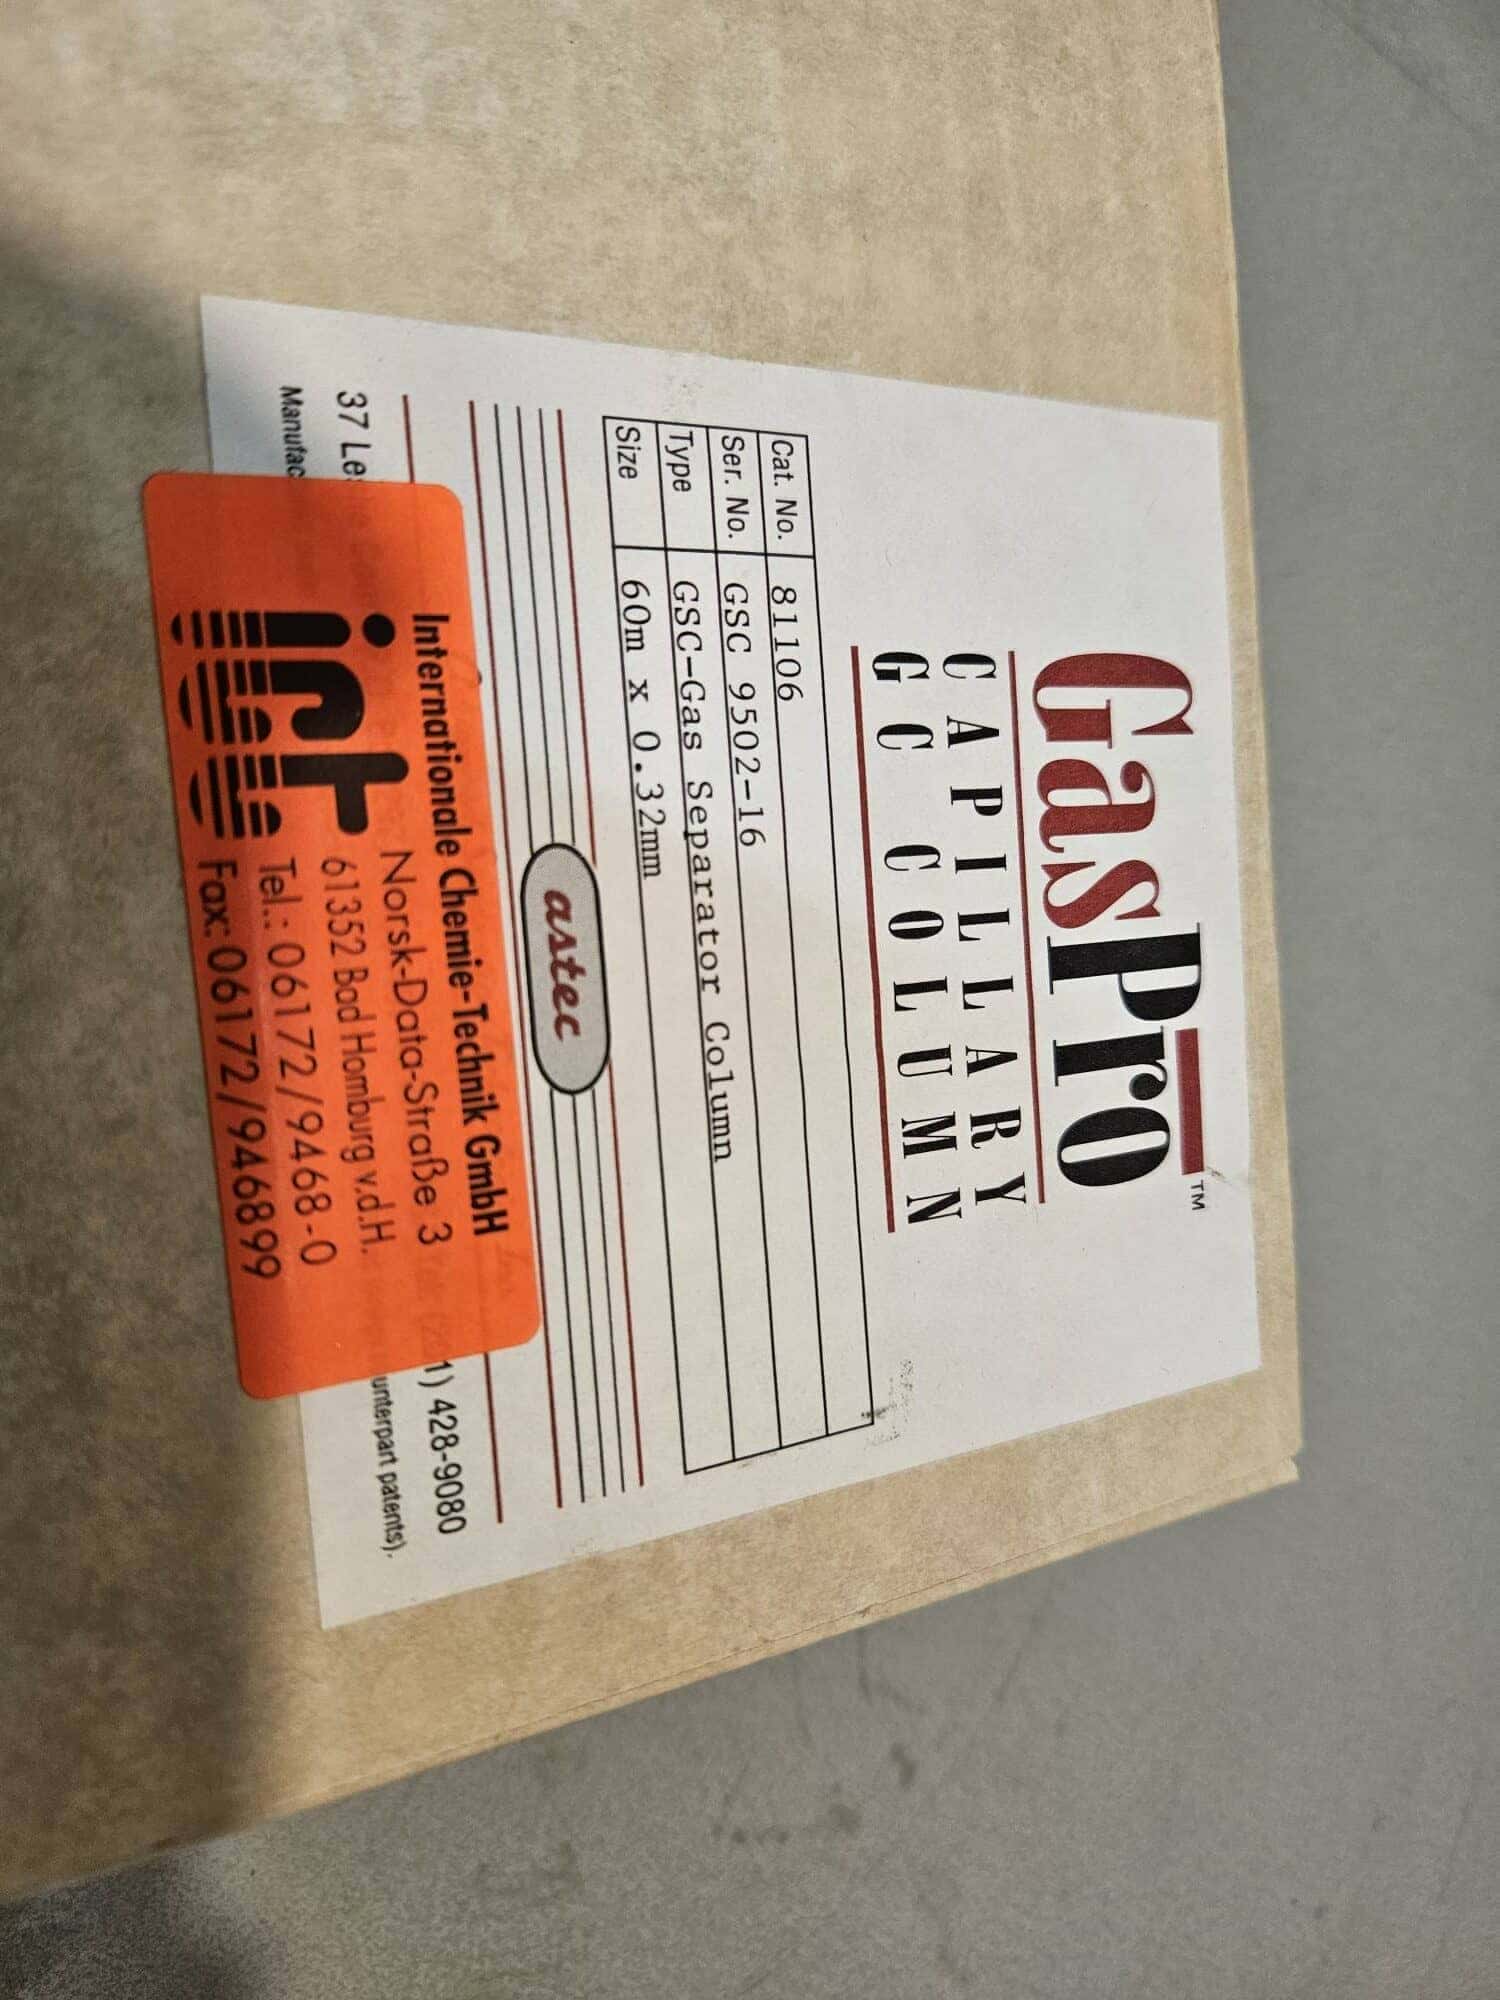 GasPro™
CAPILLARY
GC COLUMN
Cat. No. 81106
Ser. No. GSC 9502-16
Type GSC-Gas Separator Column
Size 60m x 0.32mm
astec
37 Le
1) 428-9080
Manufac
unterpart patents).
Internationale Chemie-Technik GmbH
Norsk-Data-Straße 3
61352 Bad Homburg v.d.H.
Tel.: 06172/9468-0
Fax: 06172/946899
ict